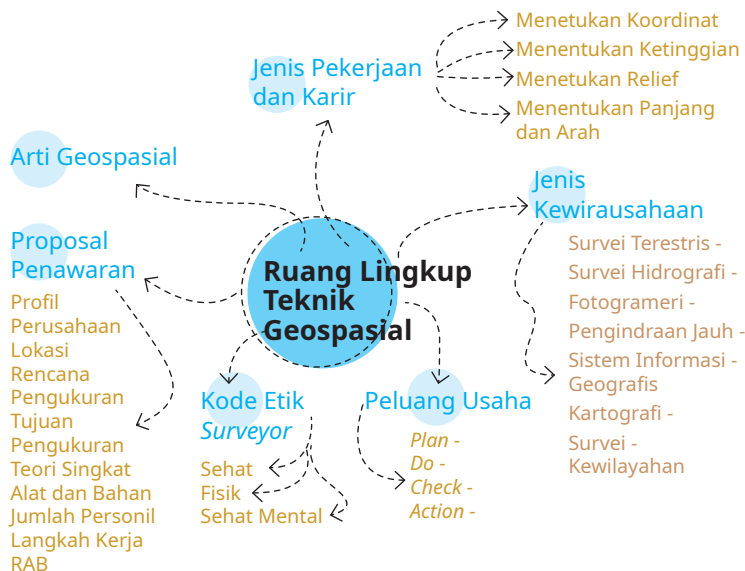 Menetukan Koordinat
Menentukan Ketinggian
Menetukan Relief
Menentukan Panjang
dan Arah
Jenis Pekerjaan
dan Karir
Arti Geospasial
Jenis
Kewirausahaan
Survei Terestris -
Survei Hidrografi -
Fotogrameri -
Pengindraan Jauh -
Sistem Informasi -
Geografis
Kartografi -
Survei -
Kewilayahan
Proposal
Penawaran
Profil
Perusahaan
Lokasi
Rencana
Pengukuran
Tujuan
Pengukuran
Teori Singkat
Alat dan Bahan
Jumlah Personil
Langkah Kerja
RAB
Ruang Lingkup
Teknik
Geospasial
Kode Etik
Surveyor
Sehat
Fisik
Sehat Mental
Peluang Usaha
Plan -
Do -
Check -
Action -